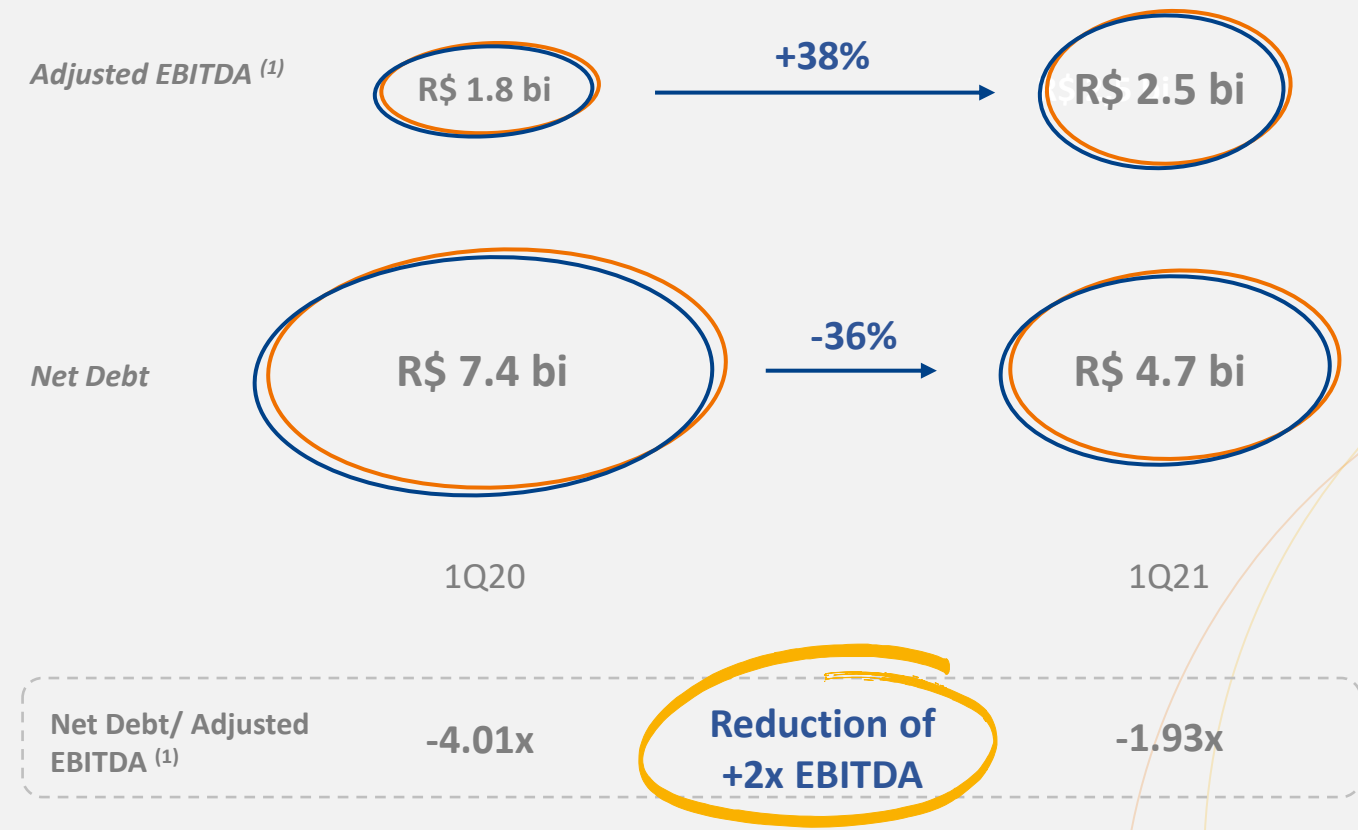 Adjusted EBITDA (1)
R$ 1.8 bi
+38%
R$ 2.5 bi
Net Debt
R$ 7.4 bi
-36%
R$ 4.7 bi
1Q20
1Q21
Net Debt/ Adjusted
EBITDA (1)
-4.01x
Reduction of
+2x EBITDA
-1.93x